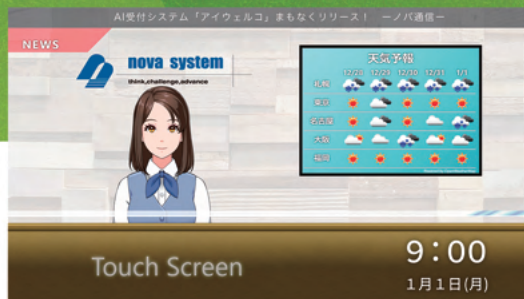 AI受付システム「アイウェルコ」まもなくリリース! ーノバ通信ー
NEWS
nova system
think,challenge,advance
天気予報
12/28 12/29 12/30 12/31 1/1
札幌
東京
名古屋
大阪
福岡
Touch Screen
9:00
1月1日(月)